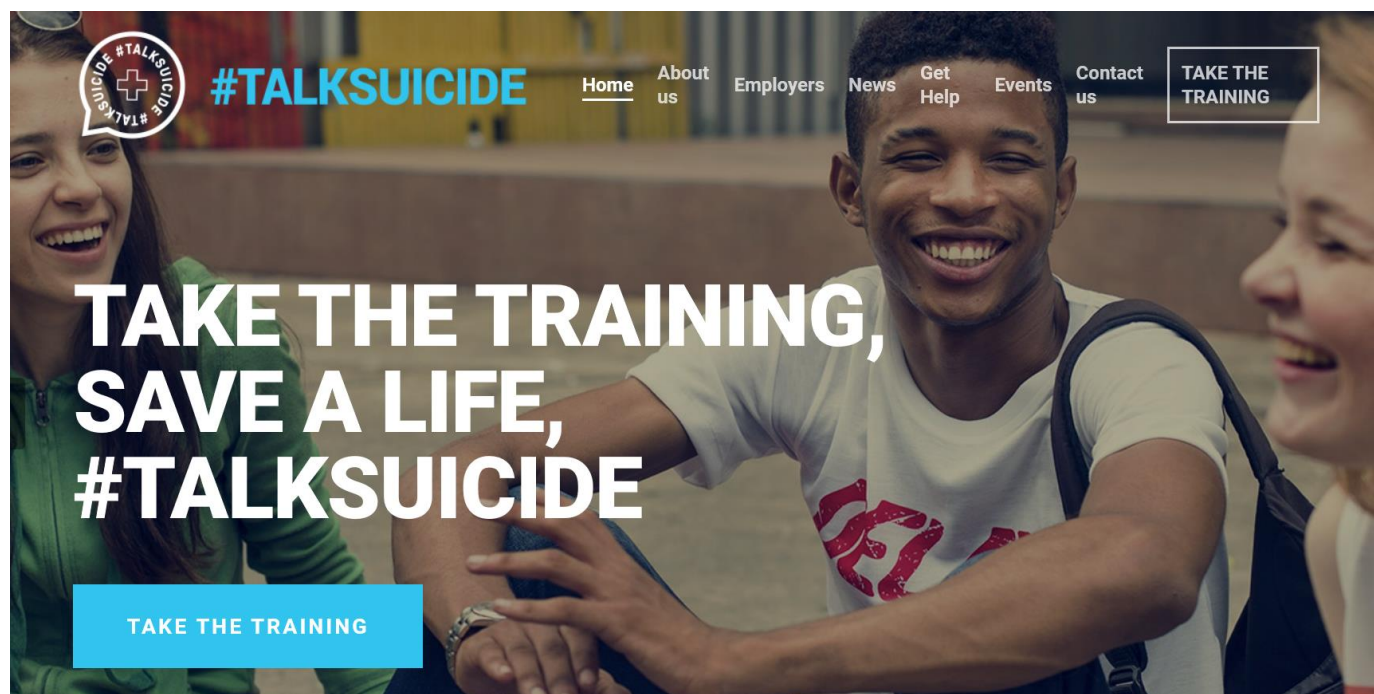 #TALKSUICIDE #TALKSUICIDE
#TALKSUICIDE
Home
About
us
Employers
News
Get
Help
Events
Contact
us
TAKE THE
TRAINING
TAKE THE TRAINING,
SAVE A LIFE,
#TALKSUICIDE
TAKE THE TRAINING